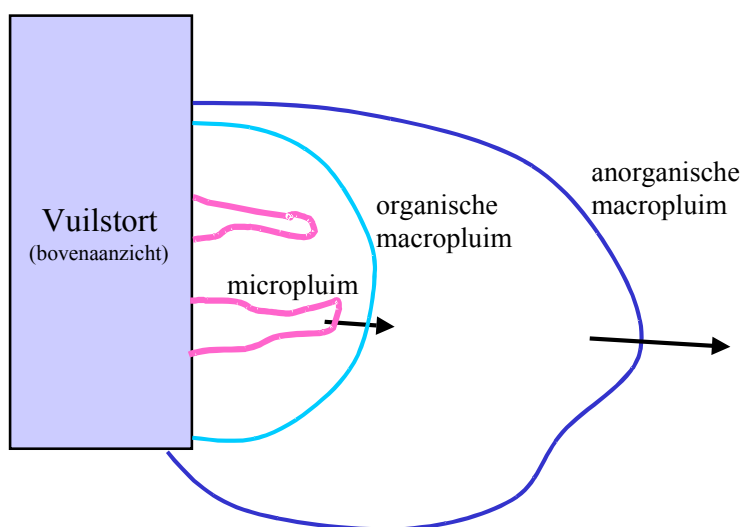 Vuilstort
(bovenaanzicht)
micropluim
organische
macropluim
anorganische
macropluim